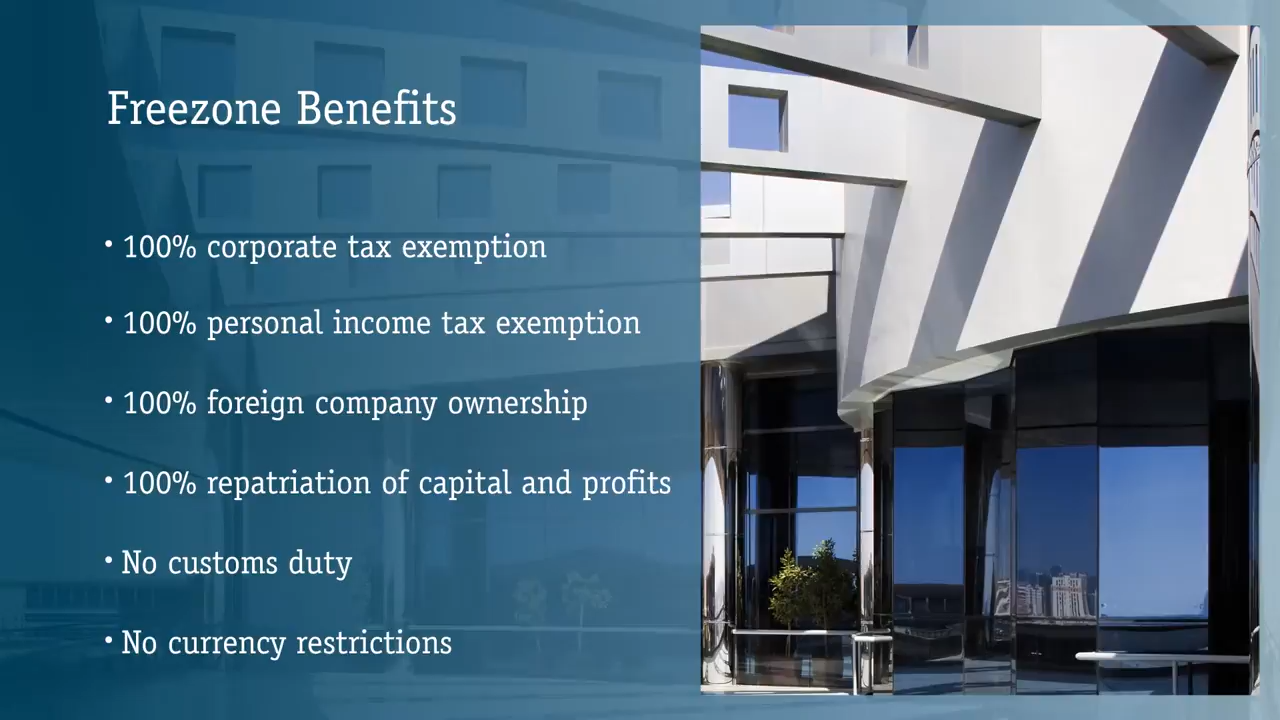 Freezone Benefits
• 100% corporate tax exemption
• 100% personal income tax exemption
• 100% foreign company ownership
• 100% repatriation of capital and profits
• No customs duty
• No currency restrictions